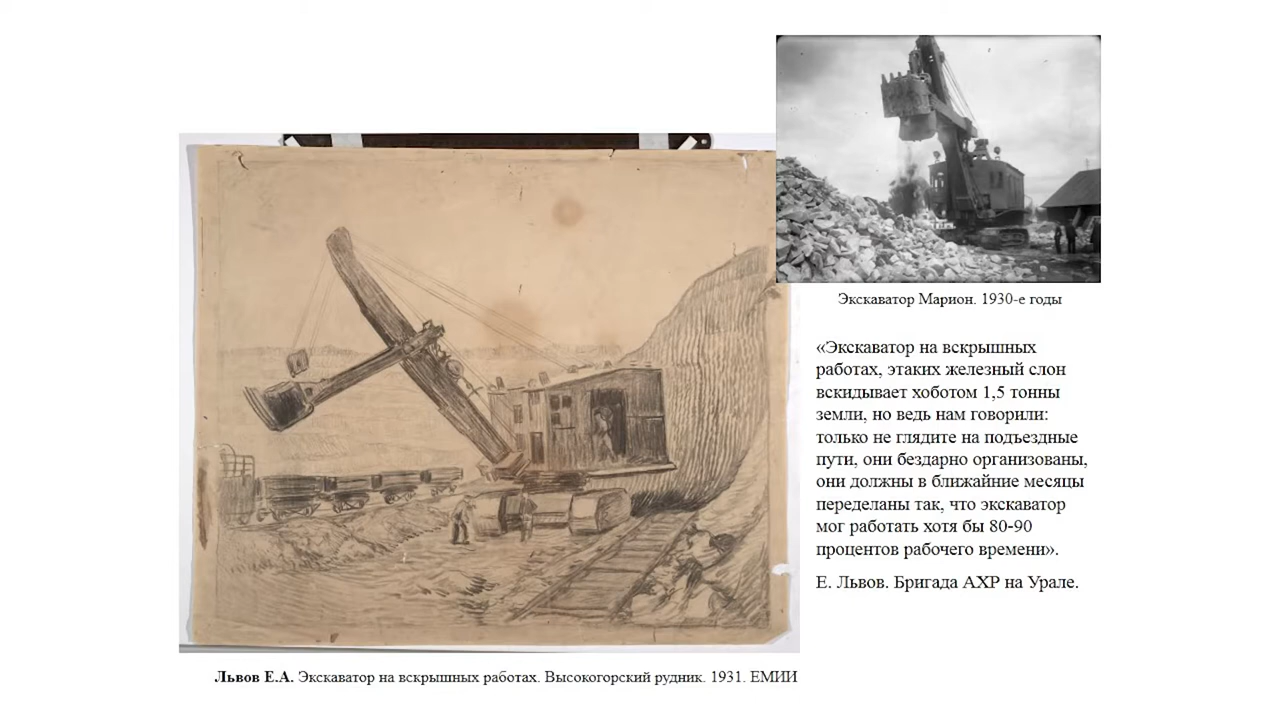 Экскаватор Марион. 1930-е годы
«Экскаватор на вскрышных
работах, этаких железный слон
вскидывает хоботом 1,5 тонны
земли, но ведь нам говорили:
только не глядите на подъездные
пути, они бездарно организованы,
они должны в ближайние месяцы
переделаны так, что экскаватор
мог работать хотя бы 80-90
процентов рабочего времени».
Е. Львов. Бригада АХР на Урале.
Львов Е.А. Экскаватор на вскрышных работах. Высокогорский рудник. 1931. ЕМИИ